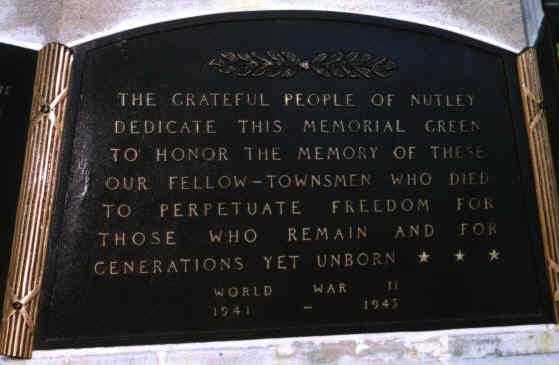 THE GRATEFUL PEOPLE OF NUTLEY
DEDICATE THIS MEMORIAL GREEN
TO HONOR THE MEMORY OF THESE
OUR FELLOW-TOWNSMEN WHO DIED
TO PERPETUATE FREEDOM FOR
THOSE WHO REMAIN AND FOR
GENERATIONS YET UNBORN ★ ★ ★
WORLD WAR II
1941 – 1945